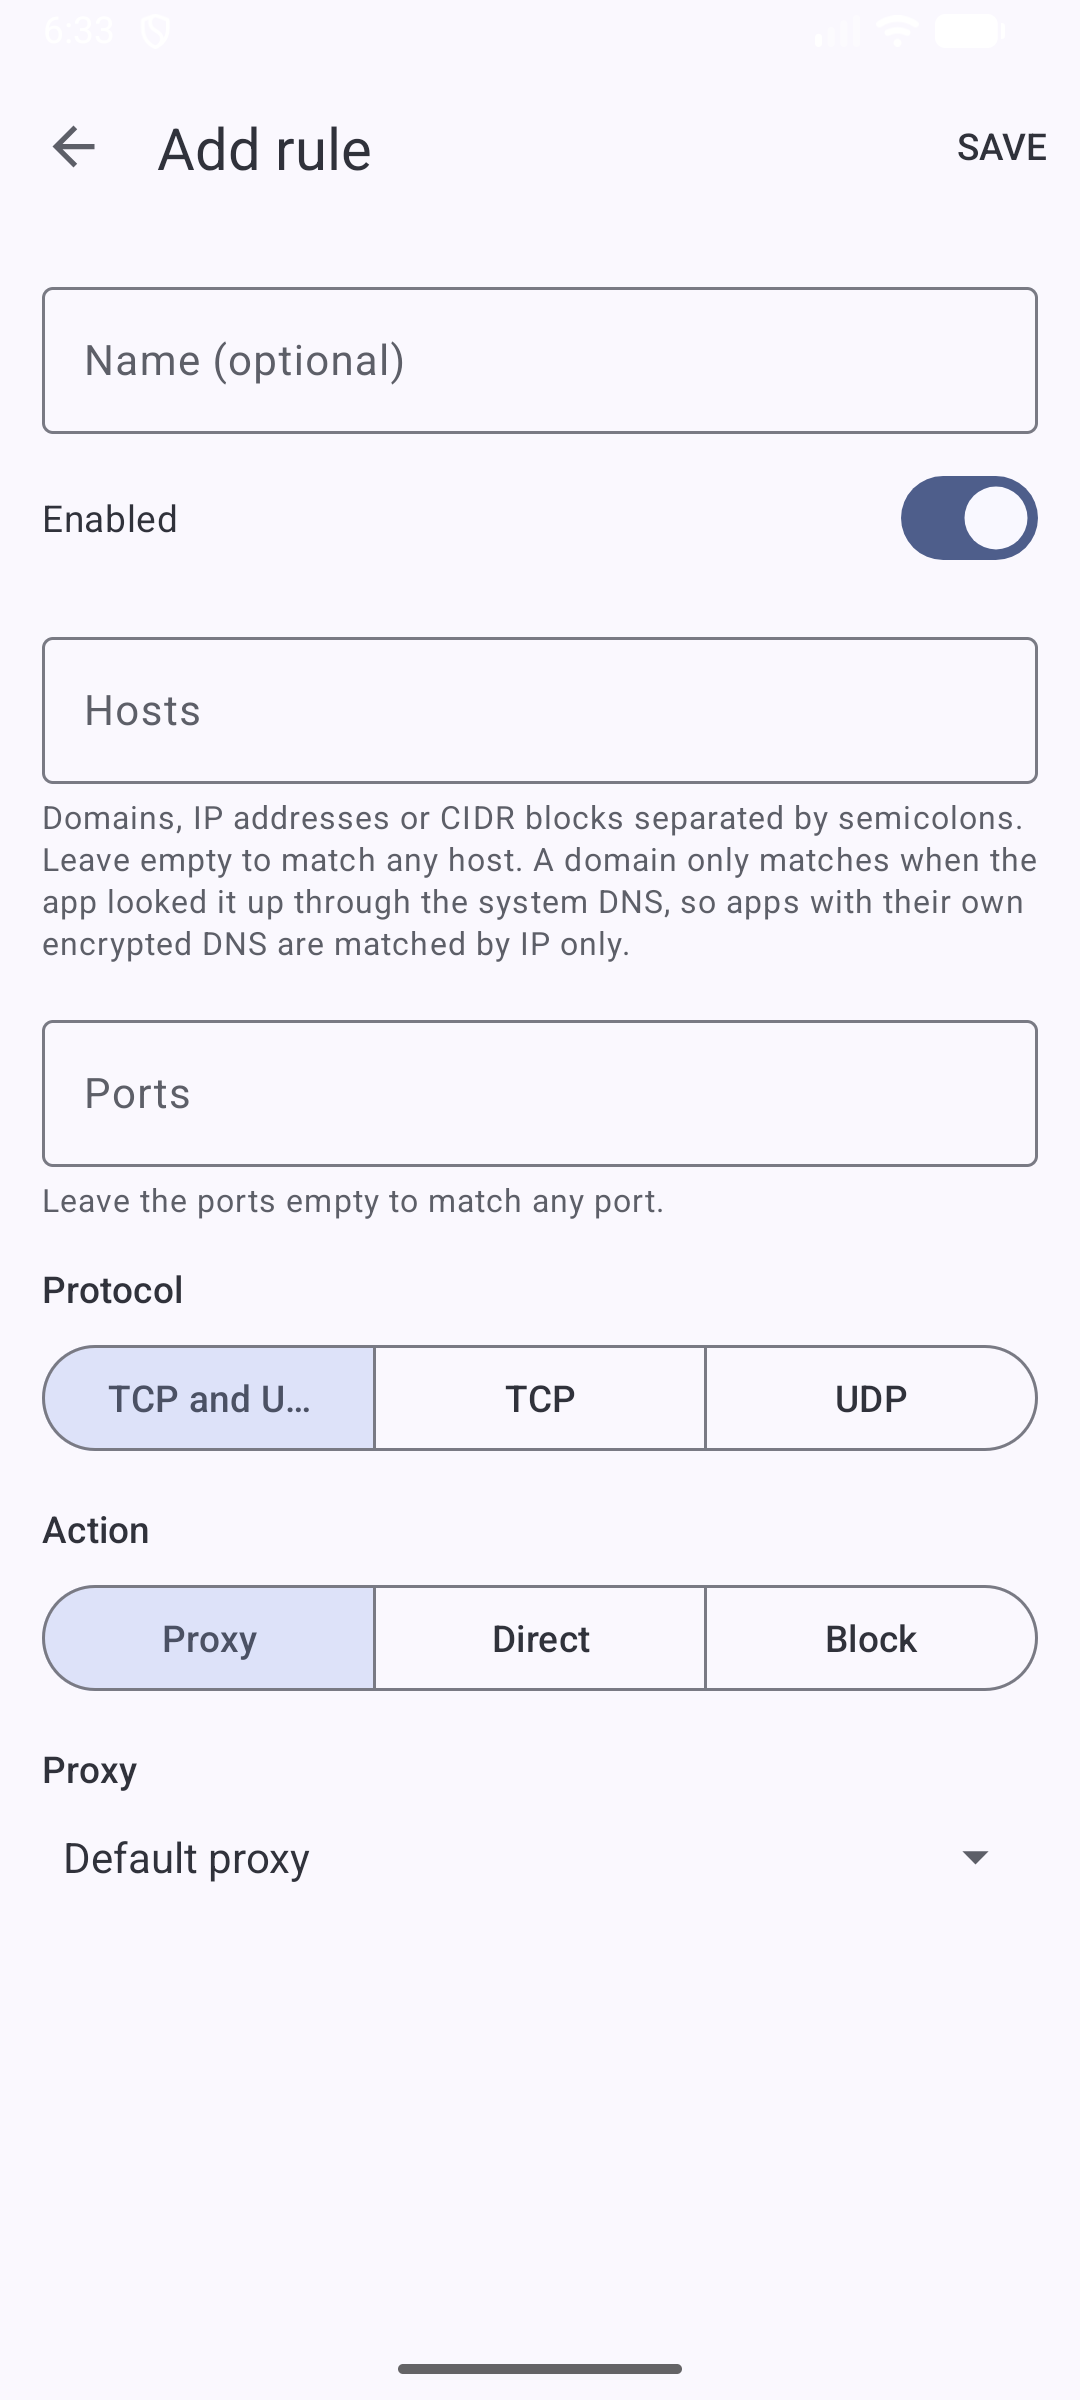 6:33
Add rule
SAVE
Name (optional)
Enabled
Hosts
Domains, IP addresses or CIDR blocks separated by semicolons.
Leave empty to match any host. A domain only matches when the
app looked it up through the system DNS, so apps with their own
encrypted DNS are matched by IP only.
Ports
Leave the ports empty to match any port.
Protocol
TCP and U...
TCP
UDP
Action
Proxy
Direct
Block
Proxy
Default proxy